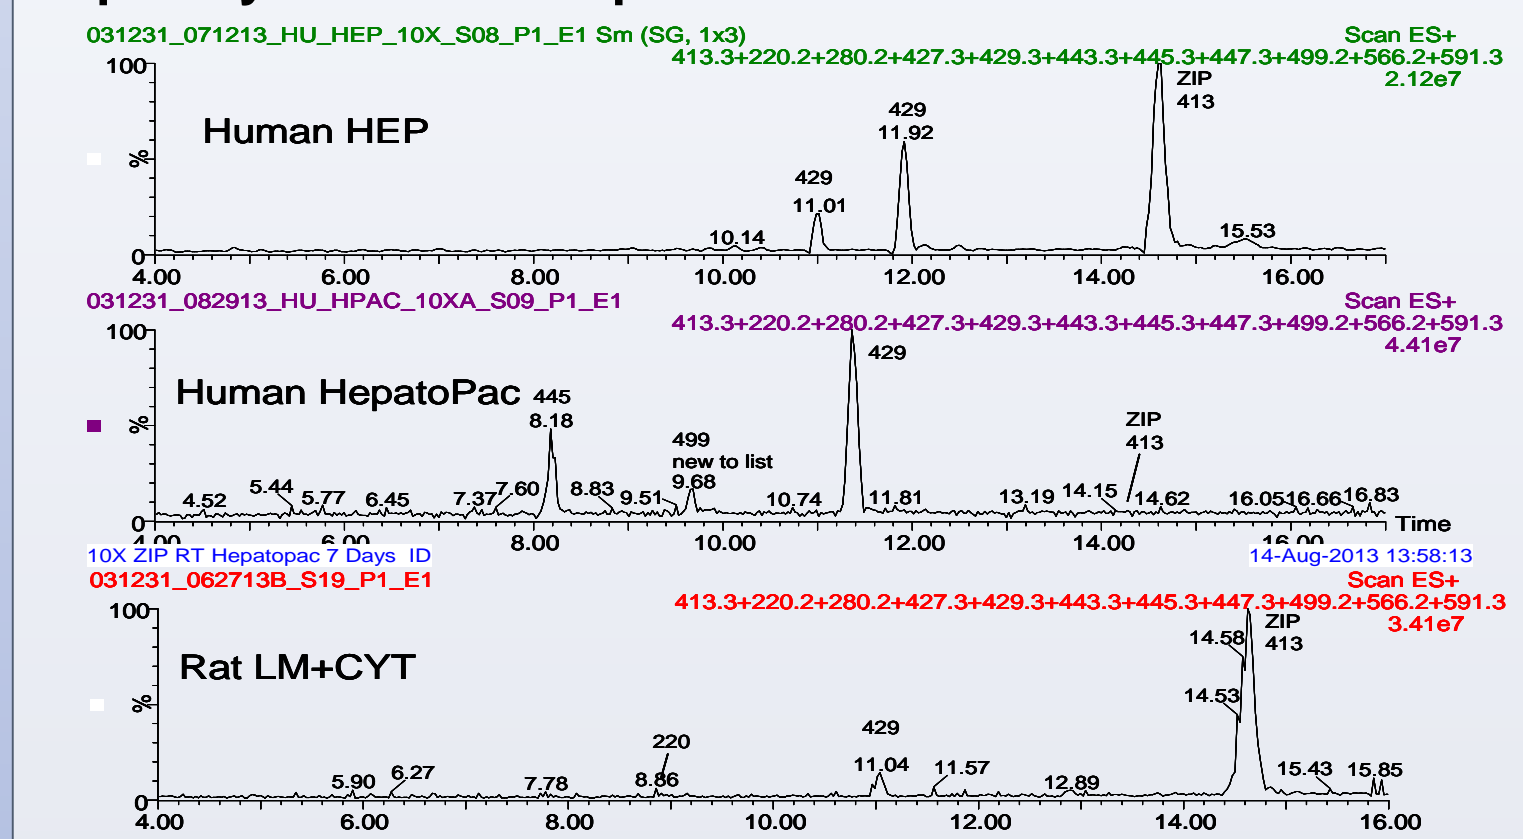 031231_071213_HU_HEP_10X_S08_P1_E1 Sm (SG, 1x3)
Scan ES+
413.3+220.2+280.2+427.3+429.3+443.3+445.3+447.3+499.2+566.2+591.3
2.12e7
100
ZIP
413
Human HEP
429
11.92
%
429
11.01
10.14
15.53
0
4.00 6.00 8.00 10.00 12.00 14.00 16.00
031231_082913_HU_HPAC_10XA_S09_P1_E1
Scan ES+
413.3+220.2+280.2+427.3+429.3+443.3+445.3+447.3+499.2+566.2+591.3
4.41e7
100
429
Human HepatoPac
445
8.18
%
ZIP
413
499
new to list
9.68
4.52 5.44 5.77 6.45 7.37 7.60 8.83 9.51 10.74 11.81 13.19 14.15 14.62 16.05 16.66 16.83
0
Time
4.00 6.00 8.00 10.00 12.00 14.00 16.00
10X ZIP RT Hepatopac 7 Days ID
14-Aug-2013 13:58:13
031231_062713B_S19_P1_E1
Scan ES+
413.3+220.2+280.2+427.3+429.3+443.3+445.3+447.3+499.2+566.2+591.3
3.41e7
100
ZIP
413
14.58
Rat LM+CYT
14.53
%
429
220
5.90 6.27 7.78 8.86 11.04 11.57 12.89 15.43 15.85
0
4.00 6.00 8.00 10.00 12.00 14.00 16.00